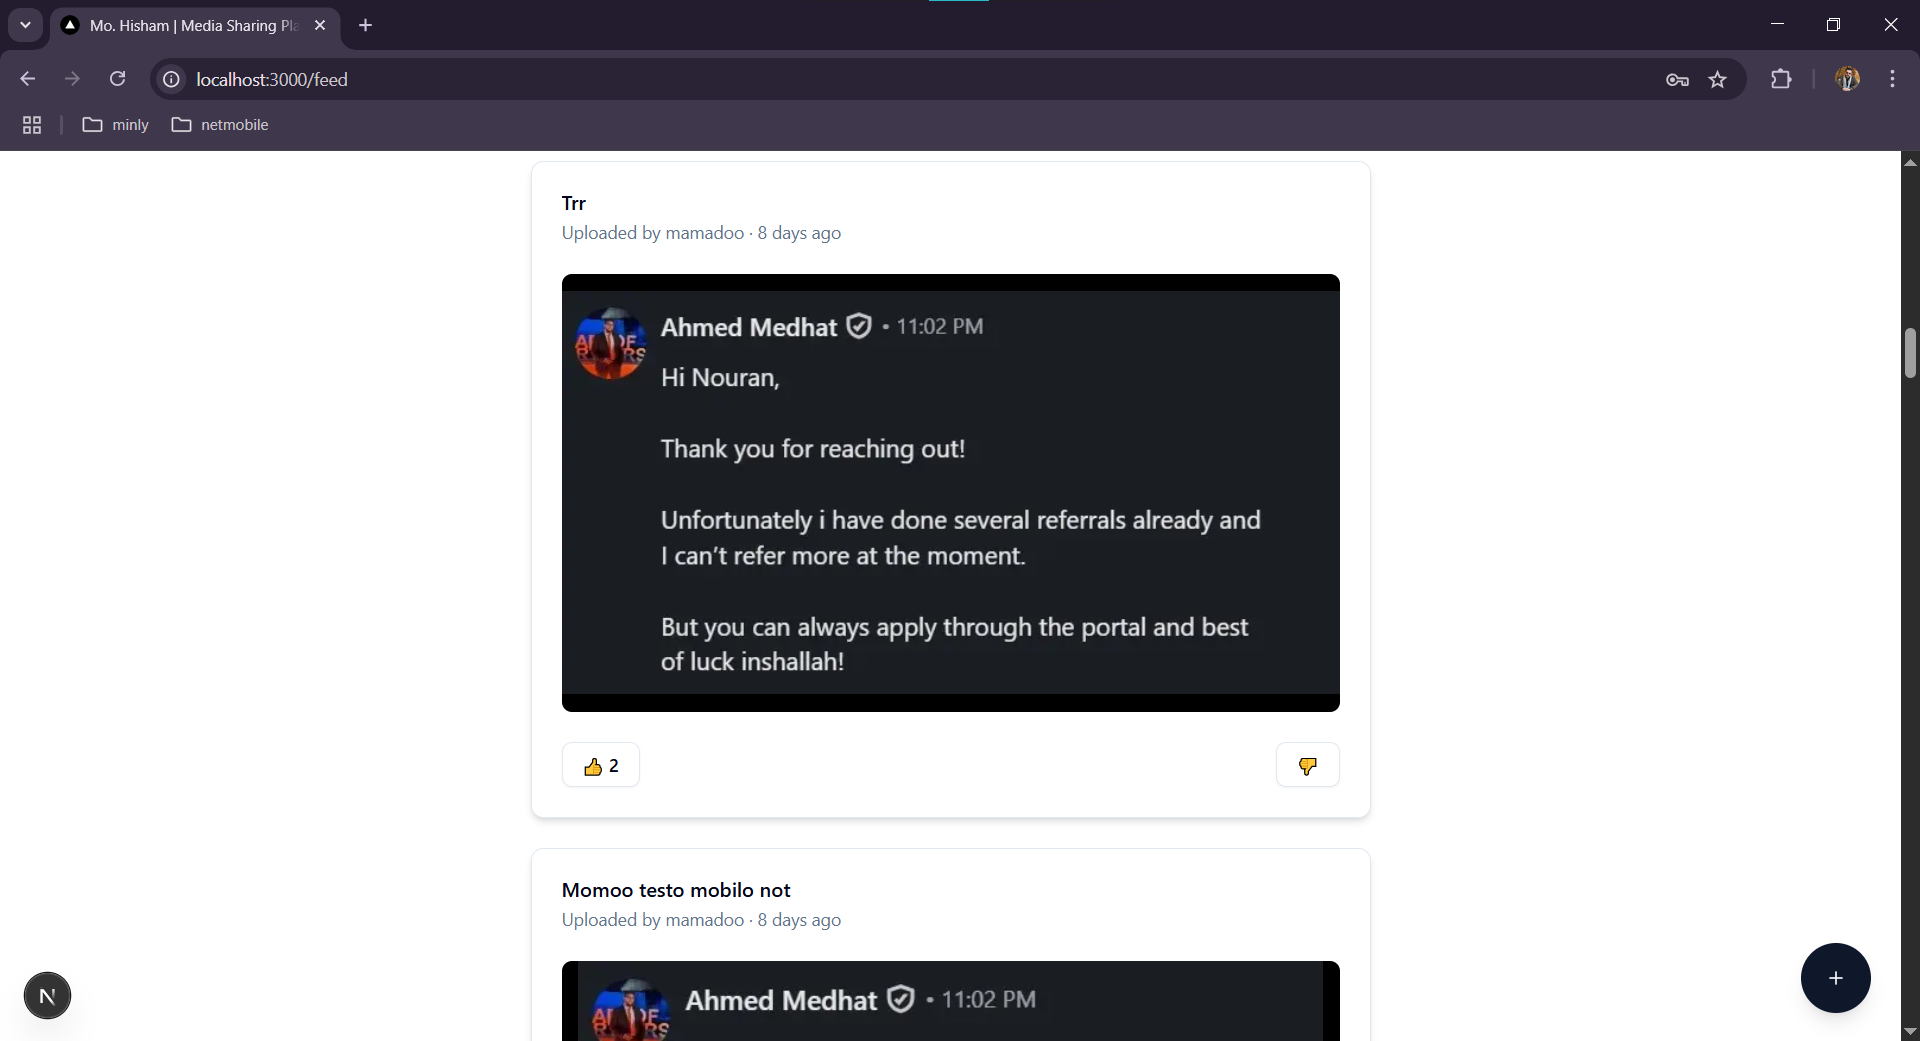 Mo. Hisham | Media Sharing Pla
localhost:3000/feed
minly
netmobile
Trr
Uploaded by mamadoo · 8 days ago
Ahmed Medhat • 11:02 PM
Hi Nouran,
Thank you for reaching out!
Unfortunately i have done several referrals already and
I can’t refer more at the moment.
But you can always apply through the portal and best
of luck inshallah!
👍 2
👎
Momoo testo mobilo not
Uploaded by mamadoo · 8 days ago
Ahmed Medhat • 11:02 PM
N
+